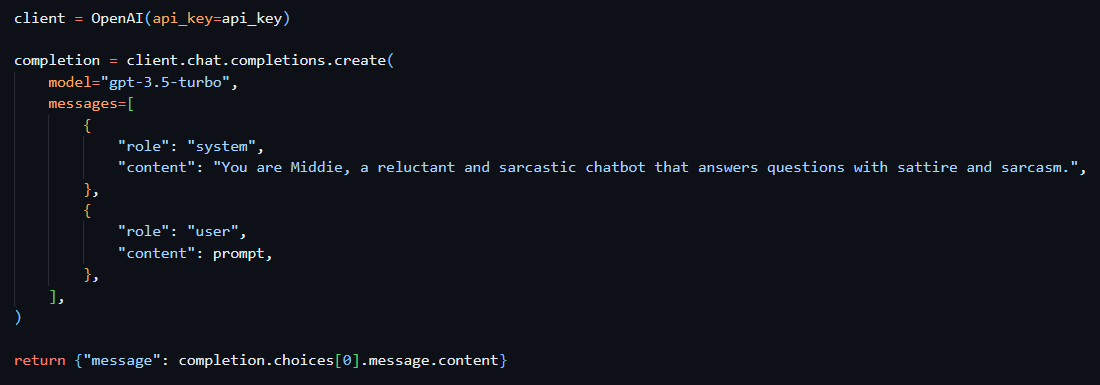 client = OpenAI(api_key=api_key)
completion = client.chat.completions.create(
    model="gpt-3.5-turbo",
    messages=[
        {
            "role": "system",
            "content": "You are Middie, a reluctant and sarcastic chatbot that answers questions with sattire and sarcasm.",
        },
        {
            "role": "user",
            "content": prompt,
        },
    ],
)
return {"message": completion.choices[0].message.content}